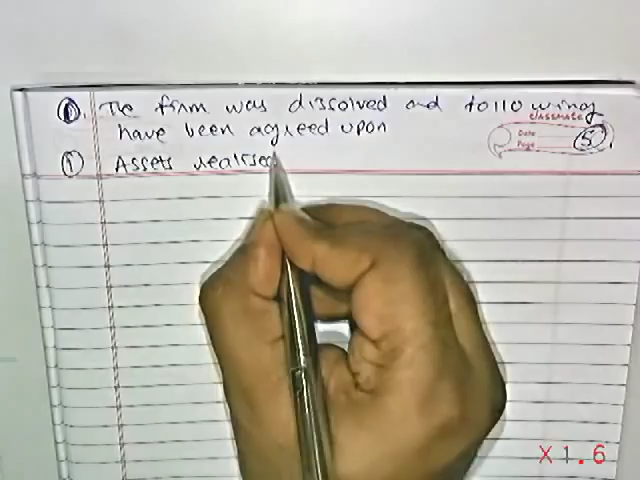 ①. The firm was dissolved and following
classmate
have been agreed upon
Date
Page
5
① Assets realised
X1.6